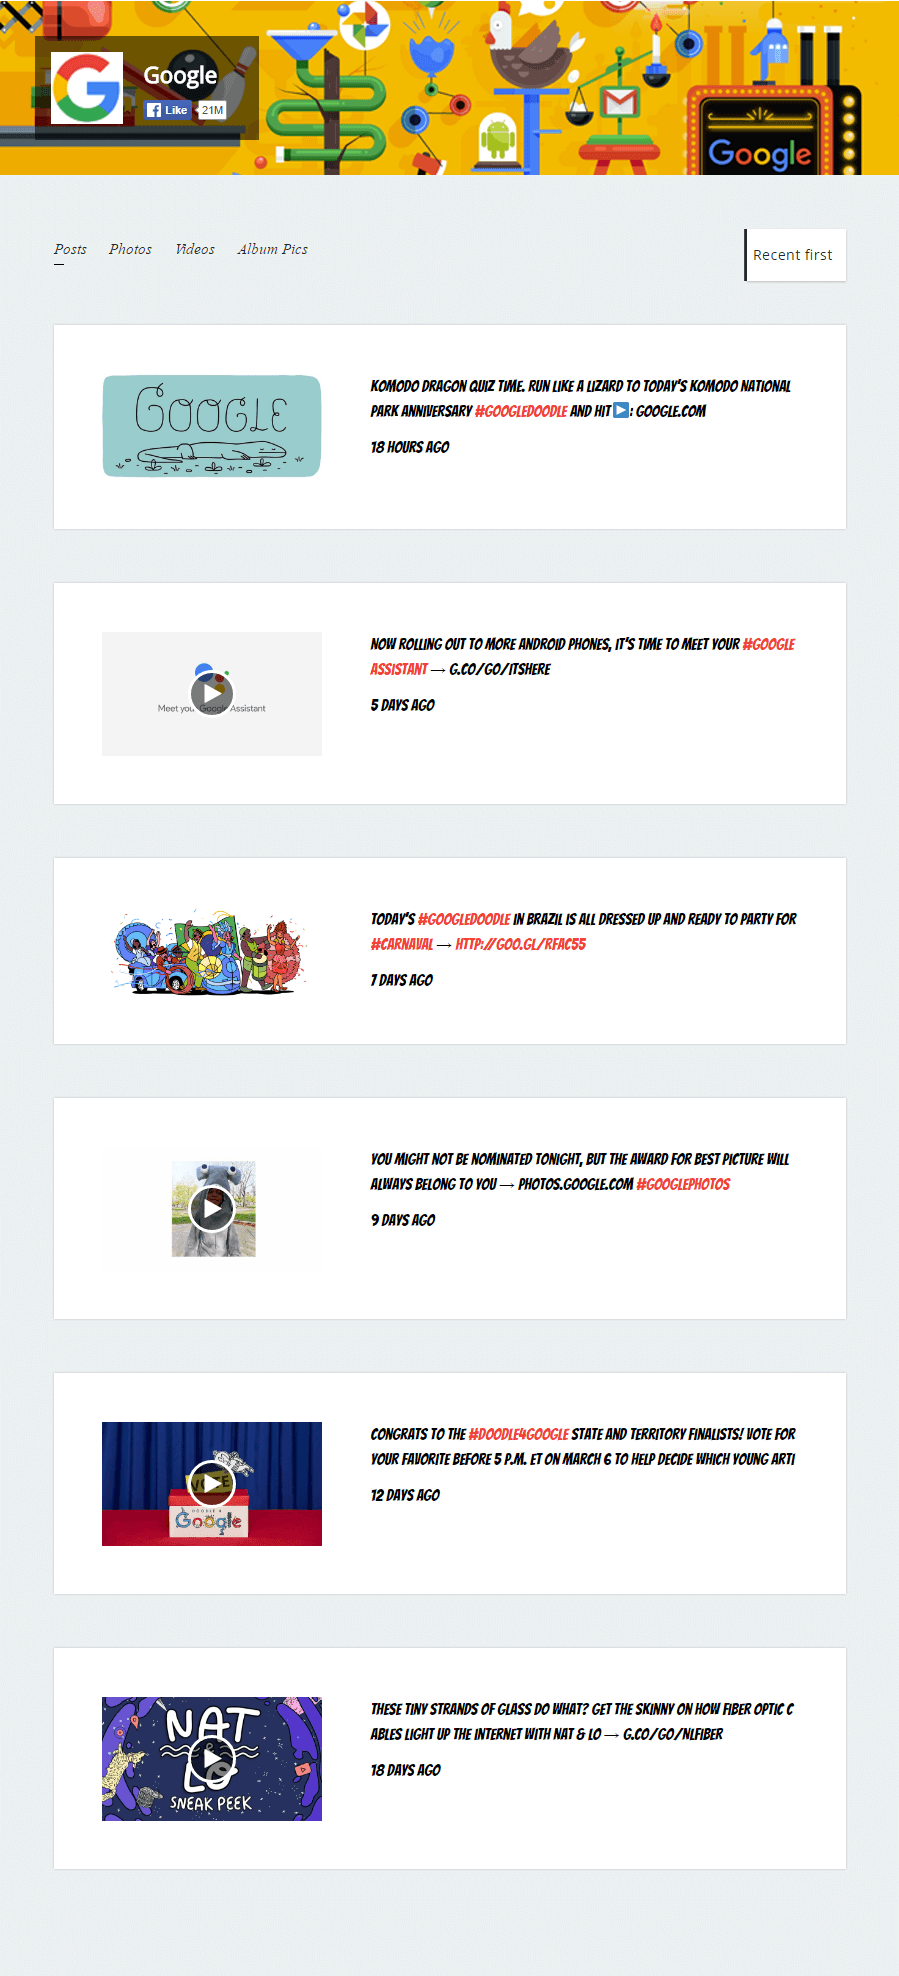 Google
Like 21M
Google
Posts Photos Videos Album Pics
Recent first
GOOGLE
KOMODO DRAGON QUIZ TIME. RUN LIKE A LIZARD TO TODAY'S KOMODO NATIONAL
PARK ANNIVERSARY #GOOGLEDOODLE AND HIT ▶: GOOGLE.COM
18 HOURS AGO
Meet your Google Assistant
NOW ROLLING OUT TO MORE ANDROID PHONES, IT'S TIME TO MEET YOUR #GOOGLE
ASSISTANT → G.CO/GO/ITSHERE
5 DAYS AGO
TODAY'S #GOOGLEDOODLE IN BRAZIL IS ALL DRESSED UP AND READY TO PARTY FOR
#CARNAVAL → HTTP://GOO.GL/RFAC55
7 DAYS AGO
YOU MIGHT NOT BE NOMINATED TONIGHT, BUT THE AWARD FOR BEST PICTURE WILL
ALWAYS BELONG TO YOU → PHOTOS.GOOGLE.COM #GOOGLEPHOTOS
9 DAYS AGO
VOTE
DOODLE 4
Google
CONGRATS TO THE #DOODLE4GOOGLE STATE AND TERRITORY FINALISTS! VOTE FOR
YOUR FAVORITE BEFORE 5 P.M. ET ON MARCH 6 TO HELP DECIDE WHICH YOUNG ARTI
12 DAYS AGO
NAT
LO
SNEAK PEEK
THESE TINY STRANDS OF GLASS DO WHAT? GET THE SKINNY ON HOW FIBER OPTIC C
ABLES LIGHT UP THE INTERNET WITH NAT & LO → G.CO/GO/NLFIBER
18 DAYS AGO